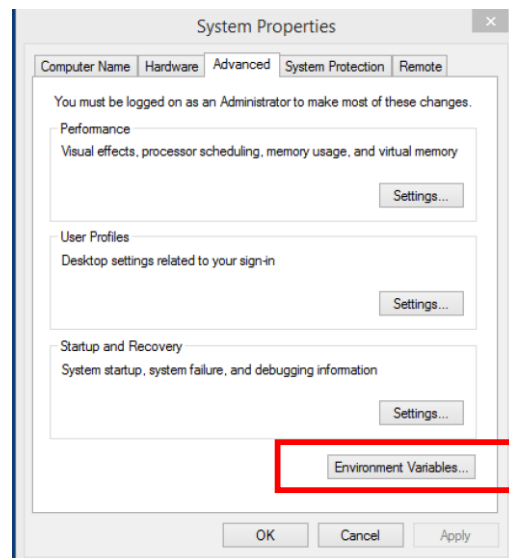 System Properties
Computer Name Hardware Advanced System Protection Remote
You must be logged on as an Administrator to make most of these changes.
Performance
Visual effects, processor scheduling, memory usage, and virtual memory
Settings...
User Profiles
Desktop settings related to your sign-in
Settings...
Startup and Recovery
System startup, system failure, and debugging information
Settings...
Environment Variables...
OK Cancel Apply